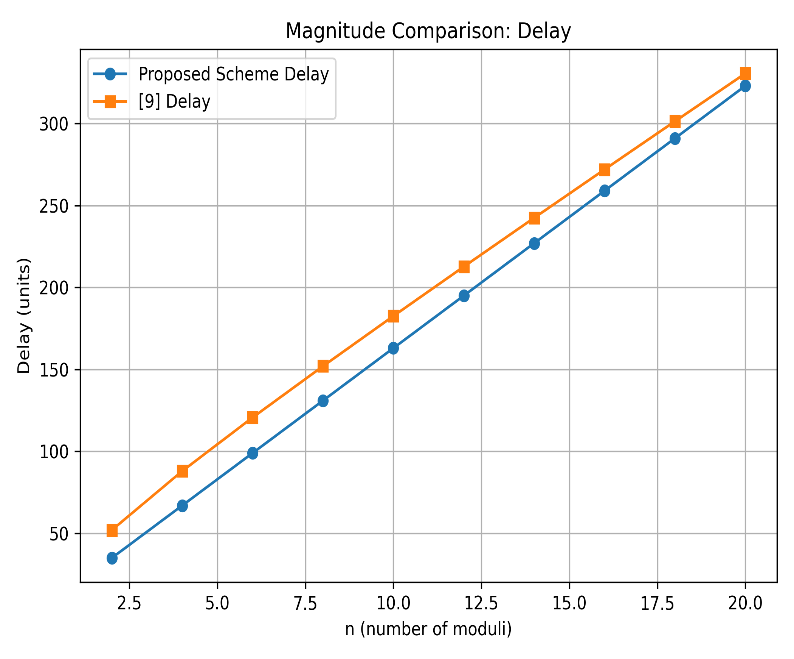 Magnitude Comparison: Delay
Proposed Scheme Delay
[9] Delay
Delay (units)
300
250
200
150
100
50
2.5 5.0 7.5 10.0 12.5 15.0 17.5 20.0
n (number of moduli)